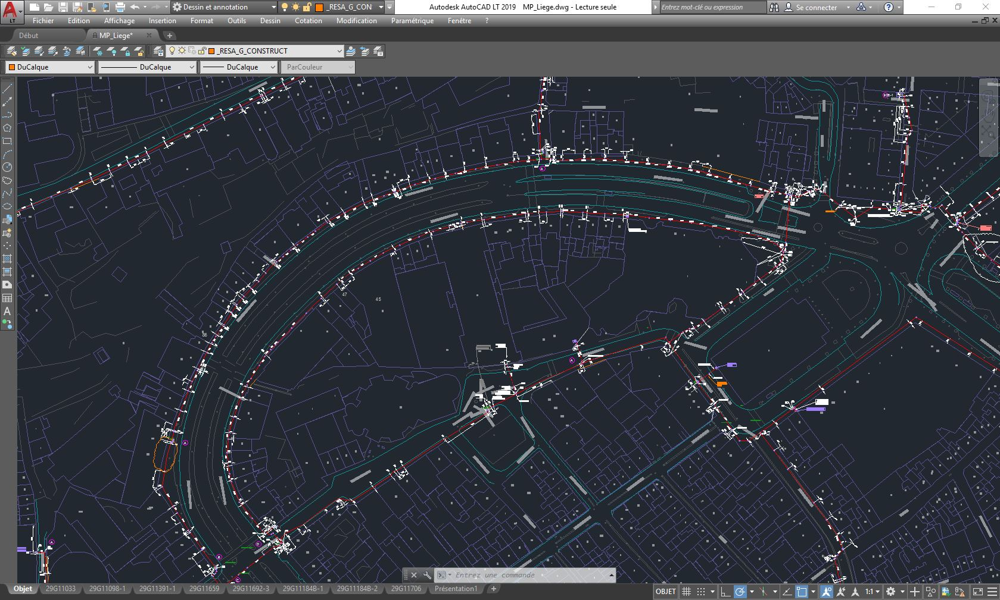 A
LT
Dessin et annotation
_RESA_G_CON
Autodesk AutoCAD LT 2019 MP_Liege.dwg - Lecture seule
Entrez mot-clé ou expression
Se connecter
?
Fichier Edition Affichage Insertion Format Outils Dessin Cotation Modification Paramétrique Fenêtre ?
Début
MP_Liege*
_RESA_G_CONSTRUCT
DuCalque
DuCalque
DuCalque
ParCouleur
A
A
47
45
86
A
A
A
D
B
C
Entrez une commande
Objet 29G11033 29G11098-1 29G11391-1 29G11659 29G11692-3 29G11184B-1 29G11184B-2 29G11706 Présentation1 +
OBJET
1:1